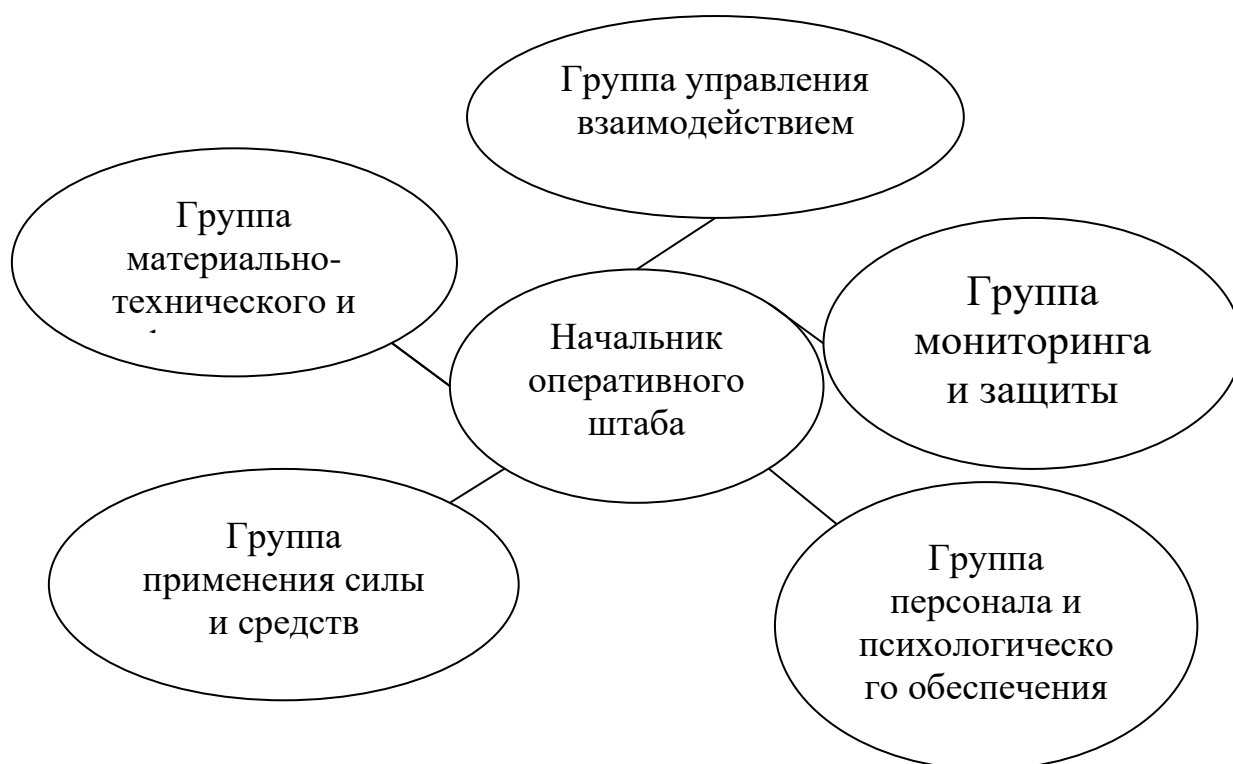 Группа управления
взаимодействием
Группа
материально-
технического и
Группа
мониторинга
и защиты
Начальник
оперативного
штаба
Группа
применения силы
и средств
Группа
персонала и
психологическо
го обеспечения